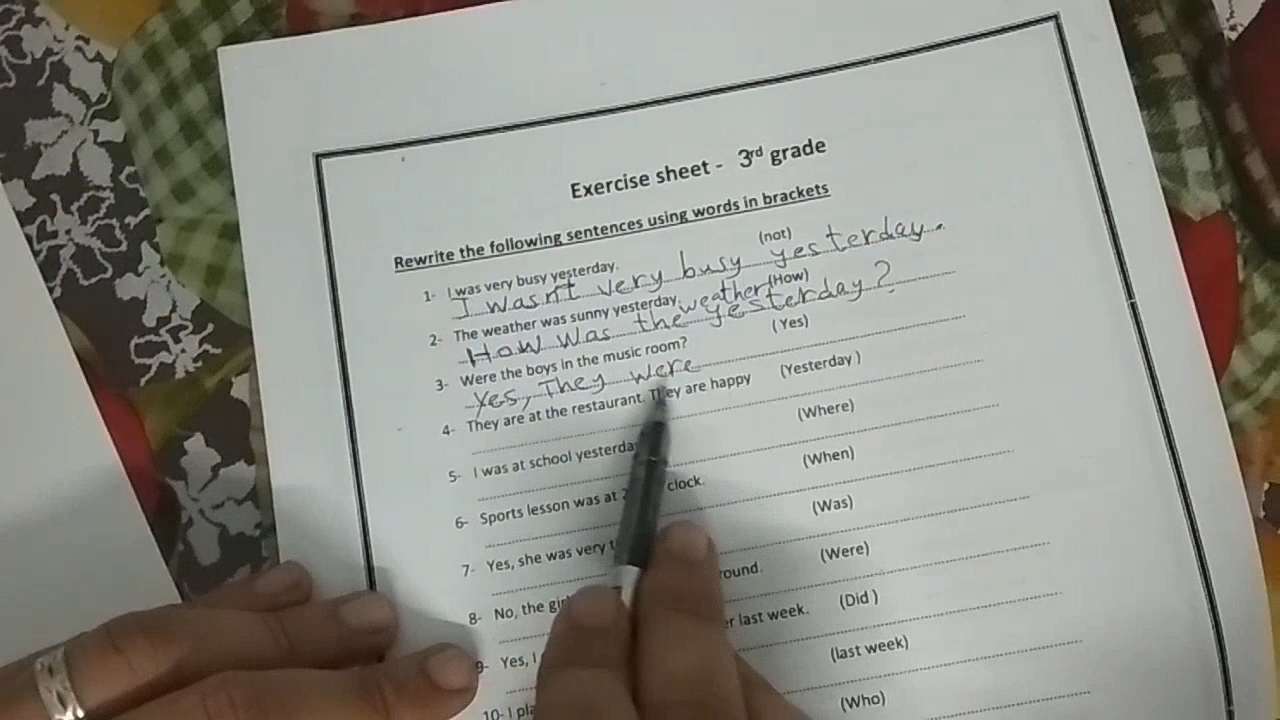 Exercise sheet - 3rd grade
Rewrite the following sentences using words in brackets
1- I was very busy yesterday. (not)
I wasn't very busy yesterday.
2- The weather was sunny yesterday. (How)
How was the weather yesterday?
3- Were the boys in the music room? (Yes)
Yes, They were
4- They are at the restaurant. They are happy (Yesterday )
5- I was at school (Where)
6- Sports lesson was at clock. (When)
7- Yes, she was very (Was)
8- No, the (Were)
9- Yes, I last week. (Did )
10- I (last week)
(Who)